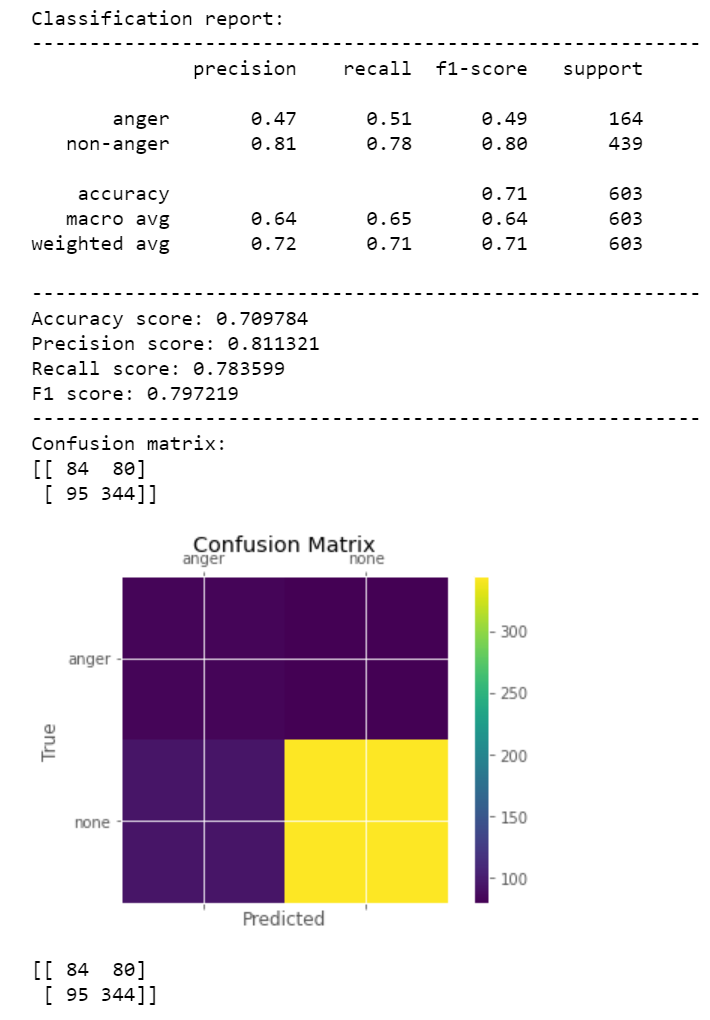 Classification report:
----------------------------------------------------------
precision recall f1-score support
anger 0.47 0.51 0.49 164
non-anger 0.81 0.78 0.80 439
accuracy 0.71 603
macro avg 0.64 0.65 0.64 603
weighted avg 0.72 0.71 0.71 603
----------------------------------------------------------
Accuracy score: 0.709784
Precision score: 0.811321
Recall score: 0.783599
F1 score: 0.797219
----------------------------------------------------------
Confusion matrix:
[[ 84 80]
[ 95 344]]
Confusion Matrix
anger none
anger
none
True
Predicted
300
250
200
150
100
[[ 84 80]
[ 95 344]]